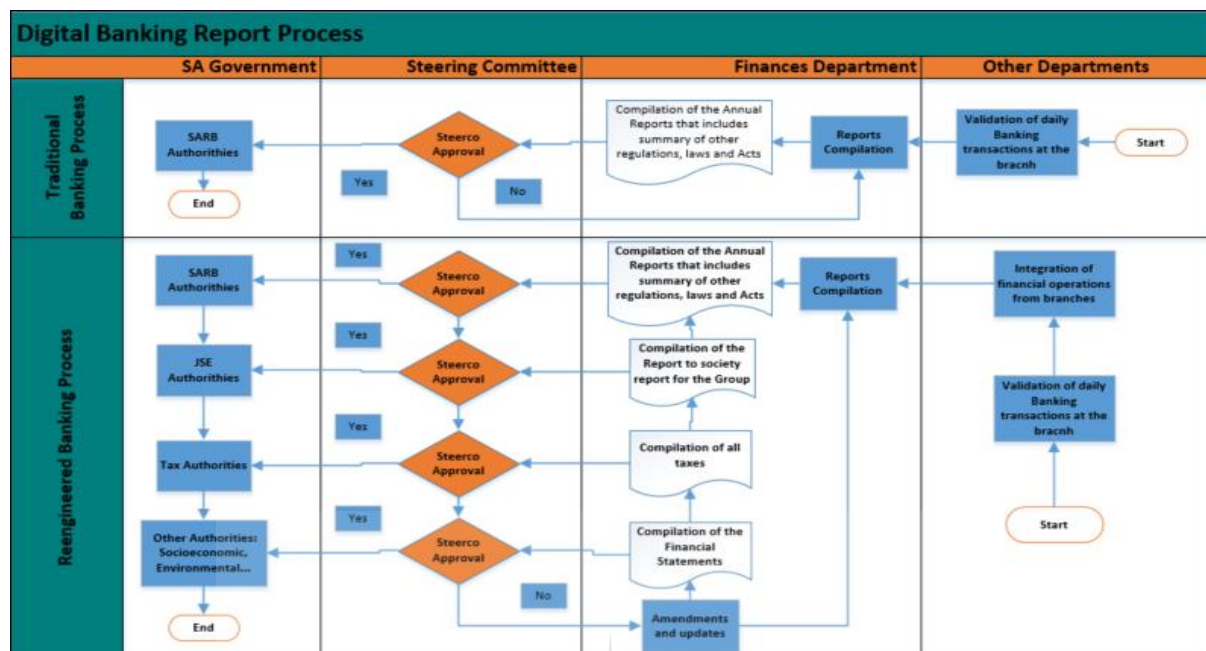 Digital Banking Report Process
SA Government
Steering Committee
Finances Department
Other Departments
Traditional
Banking Process
SARB
Authorithies
End
Steerco
Approval
Yes
No
Compilation of the Annual
Reports that includes
summary of other
regulations, laws and Acts
Reports
Compilation
Validation of daily
Banking
transactions at the
bracnh
Start
Reengineered Banking Process
SARB
Authorithies
Yes
Steerco
Approval
Compilation of the Annual
Reports that includes
summary of other
regulations, laws and Acts
Reports
Compilation
Integration of
financial operations
from branches
JSE
Authorithies
Yes
Steerco
Approval
Compilation of the
Report to society
report for the Group
Validation of daily
Banking
transactions at the
bracnh
Tax Authorities
Yes
Steerco
Approval
Compilation of all
taxes
Other Authorities:
Socioeconomic,
Environmental...
Yes
Steerco
Approval
Compilation of the
Financial
Statements
Start
End
No
Amendments
and updates